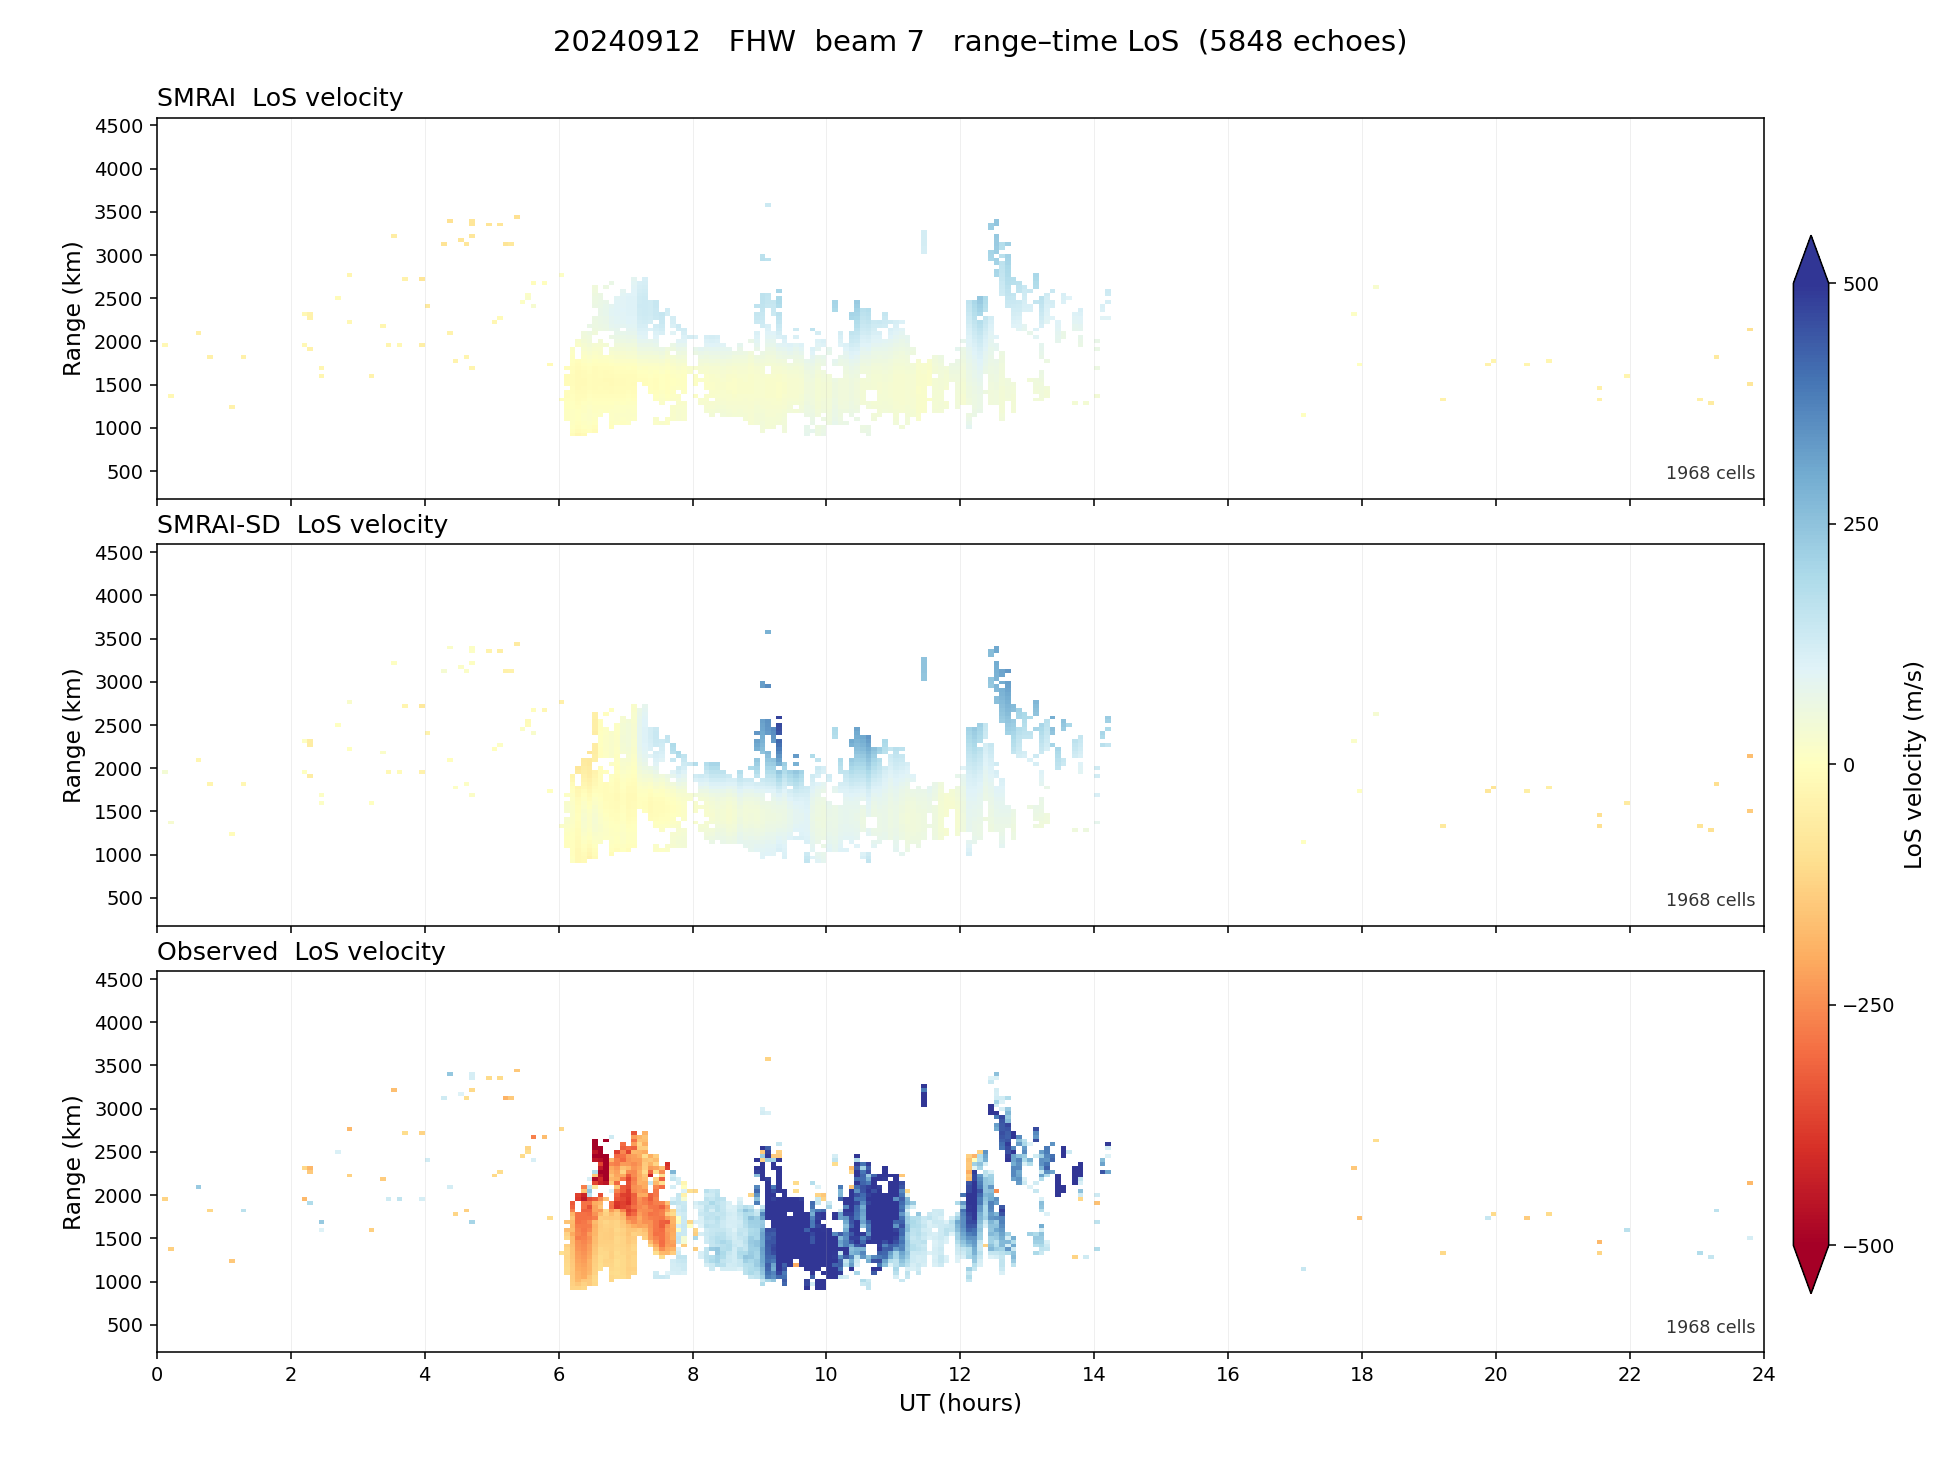 20240912 FHW beam 7 range–time LoS (5848 echoes)
SMRAI LoS velocity
4500
4000
3500
3000
2500
2000
1500
1000
500
Range (km)
1968 cells
SMRAI-SD LoS velocity
4500
4000
3500
3000
2500
2000
1500
1000
500
Range (km)
1968 cells
Observed LoS velocity
4500
4000
3500
3000
2500
2000
1500
1000
500
Range (km)
1968 cells
0 2 4 6 8 10 12 14 16 18 20 22 24
UT (hours)
500
250
0
−250
−500
LoS velocity (m/s)